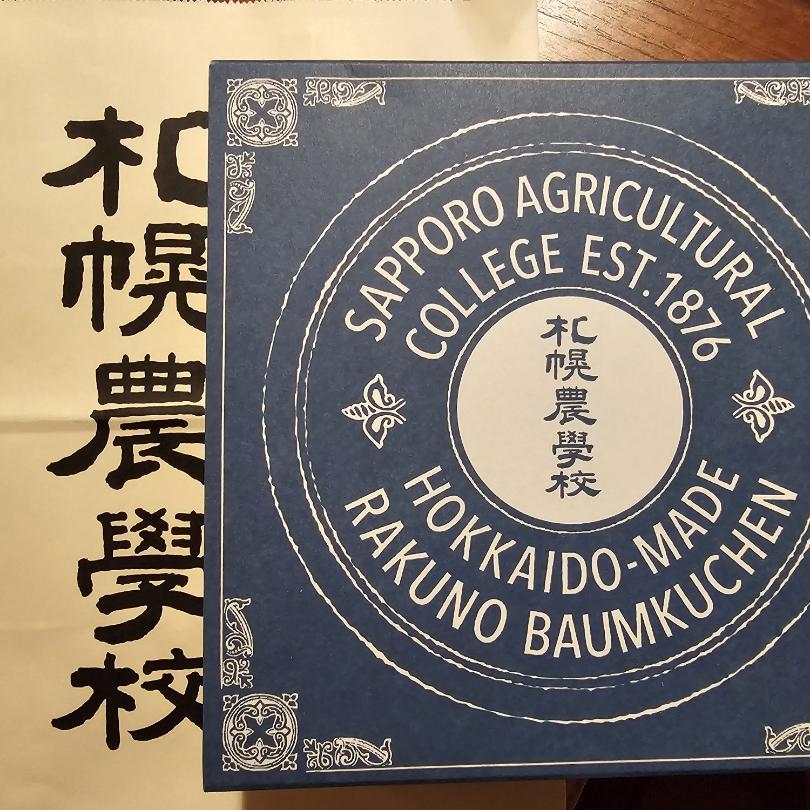 札幌農學校
SAPPORO AGRICULTURAL
COLLEGE EST.1876
札幌農學校
HOKKAIDO-MADE
RAKUNO BAUMKUCHEN